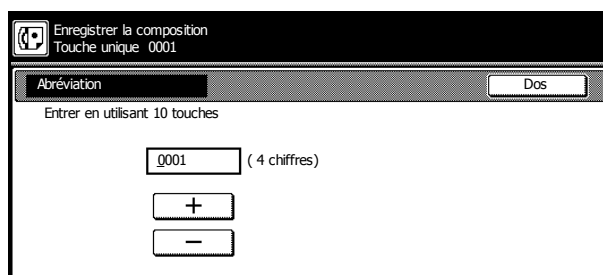 Enregistrer la composition
Touche unique 0001
Abréviation Dos
Entrer en utilisant 10 touches
0001 ( 4 chiffres)
+
−